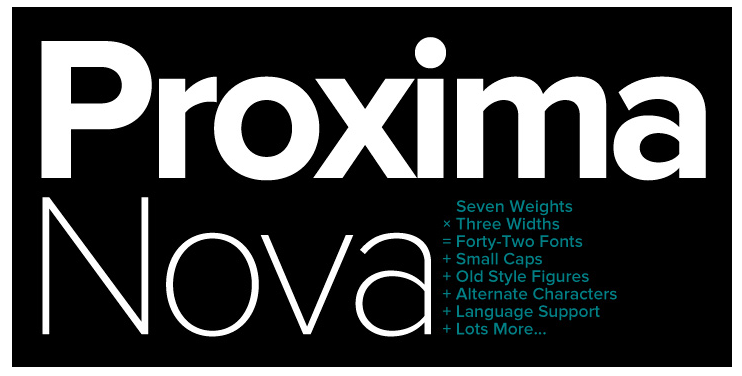 Proxima
Nova
Seven Weights
× Three Widths
= Forty-Two Fonts
+ Small Caps
+ Old Style Figures
+ Alternate Characters
+ Language Support
+ Lots More...